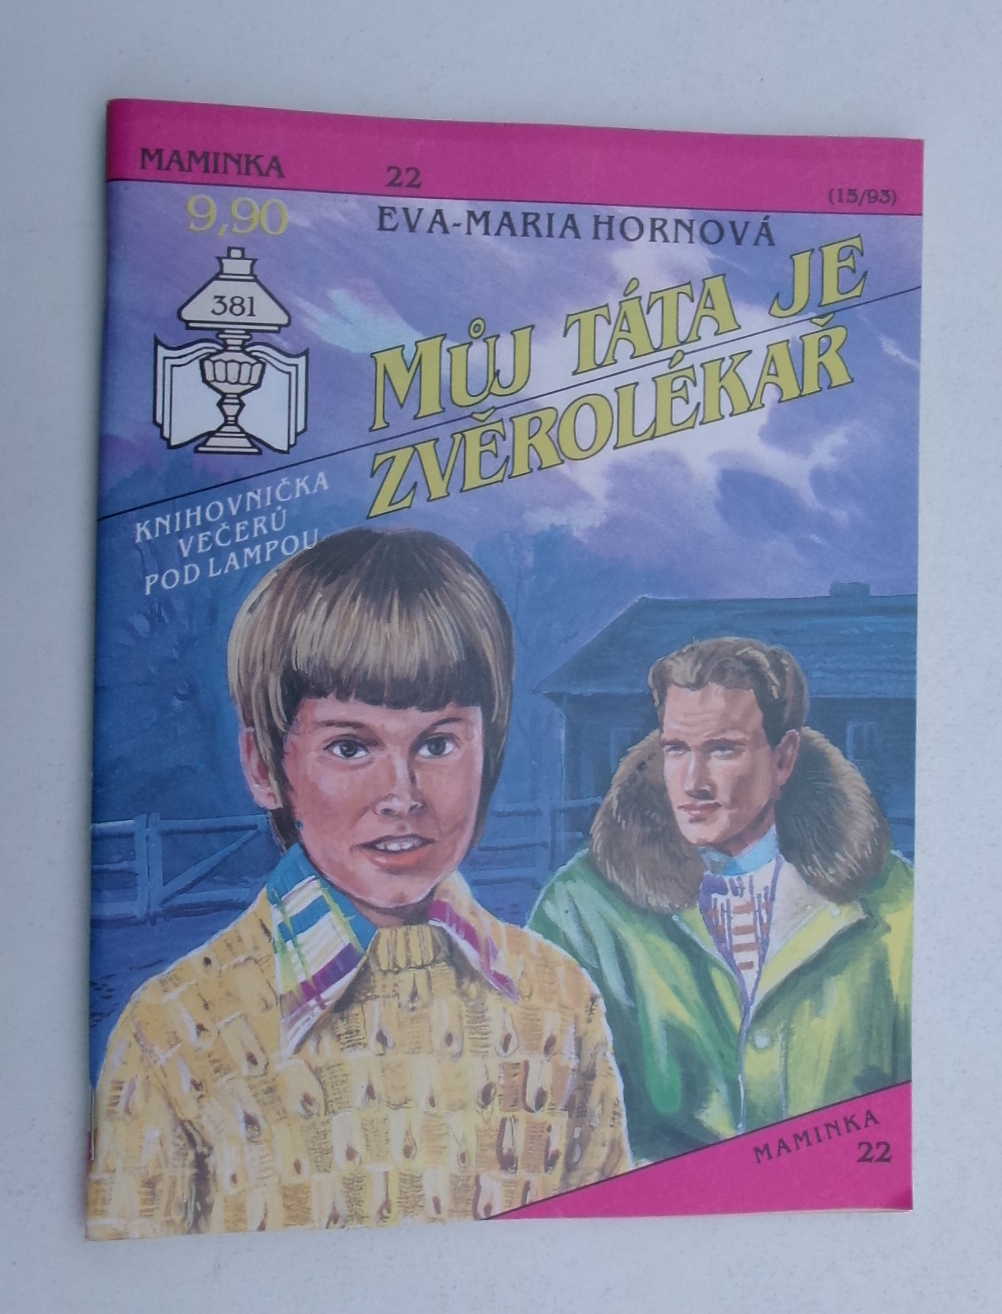 MAMINKA
22
(15/93)
9,90
EVA-MARIA HORNOVÁ
381
MŮJ TÁTA JE
ZVĚROLÉKAŘ
KNIHOVNIČKA
VEČERŮ
POD LAMPOU
MAMINKA
22